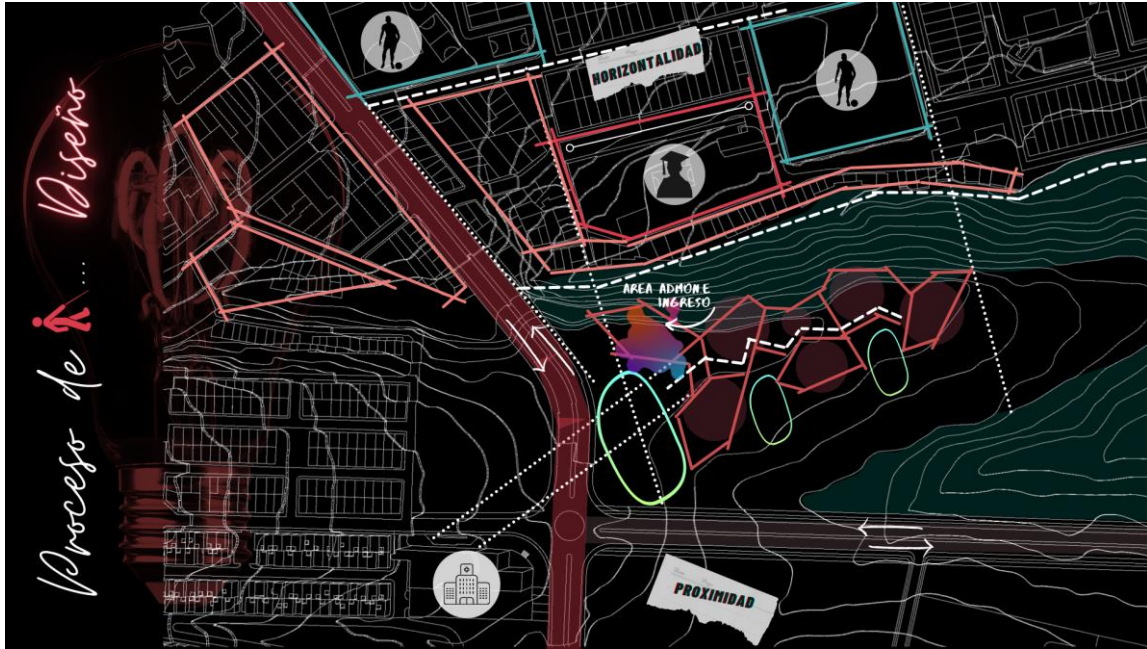 Proceso de ... Diseño
HORIZONTALIDAD
AREA ADMON E
INGRESO
PROXIMIDAD